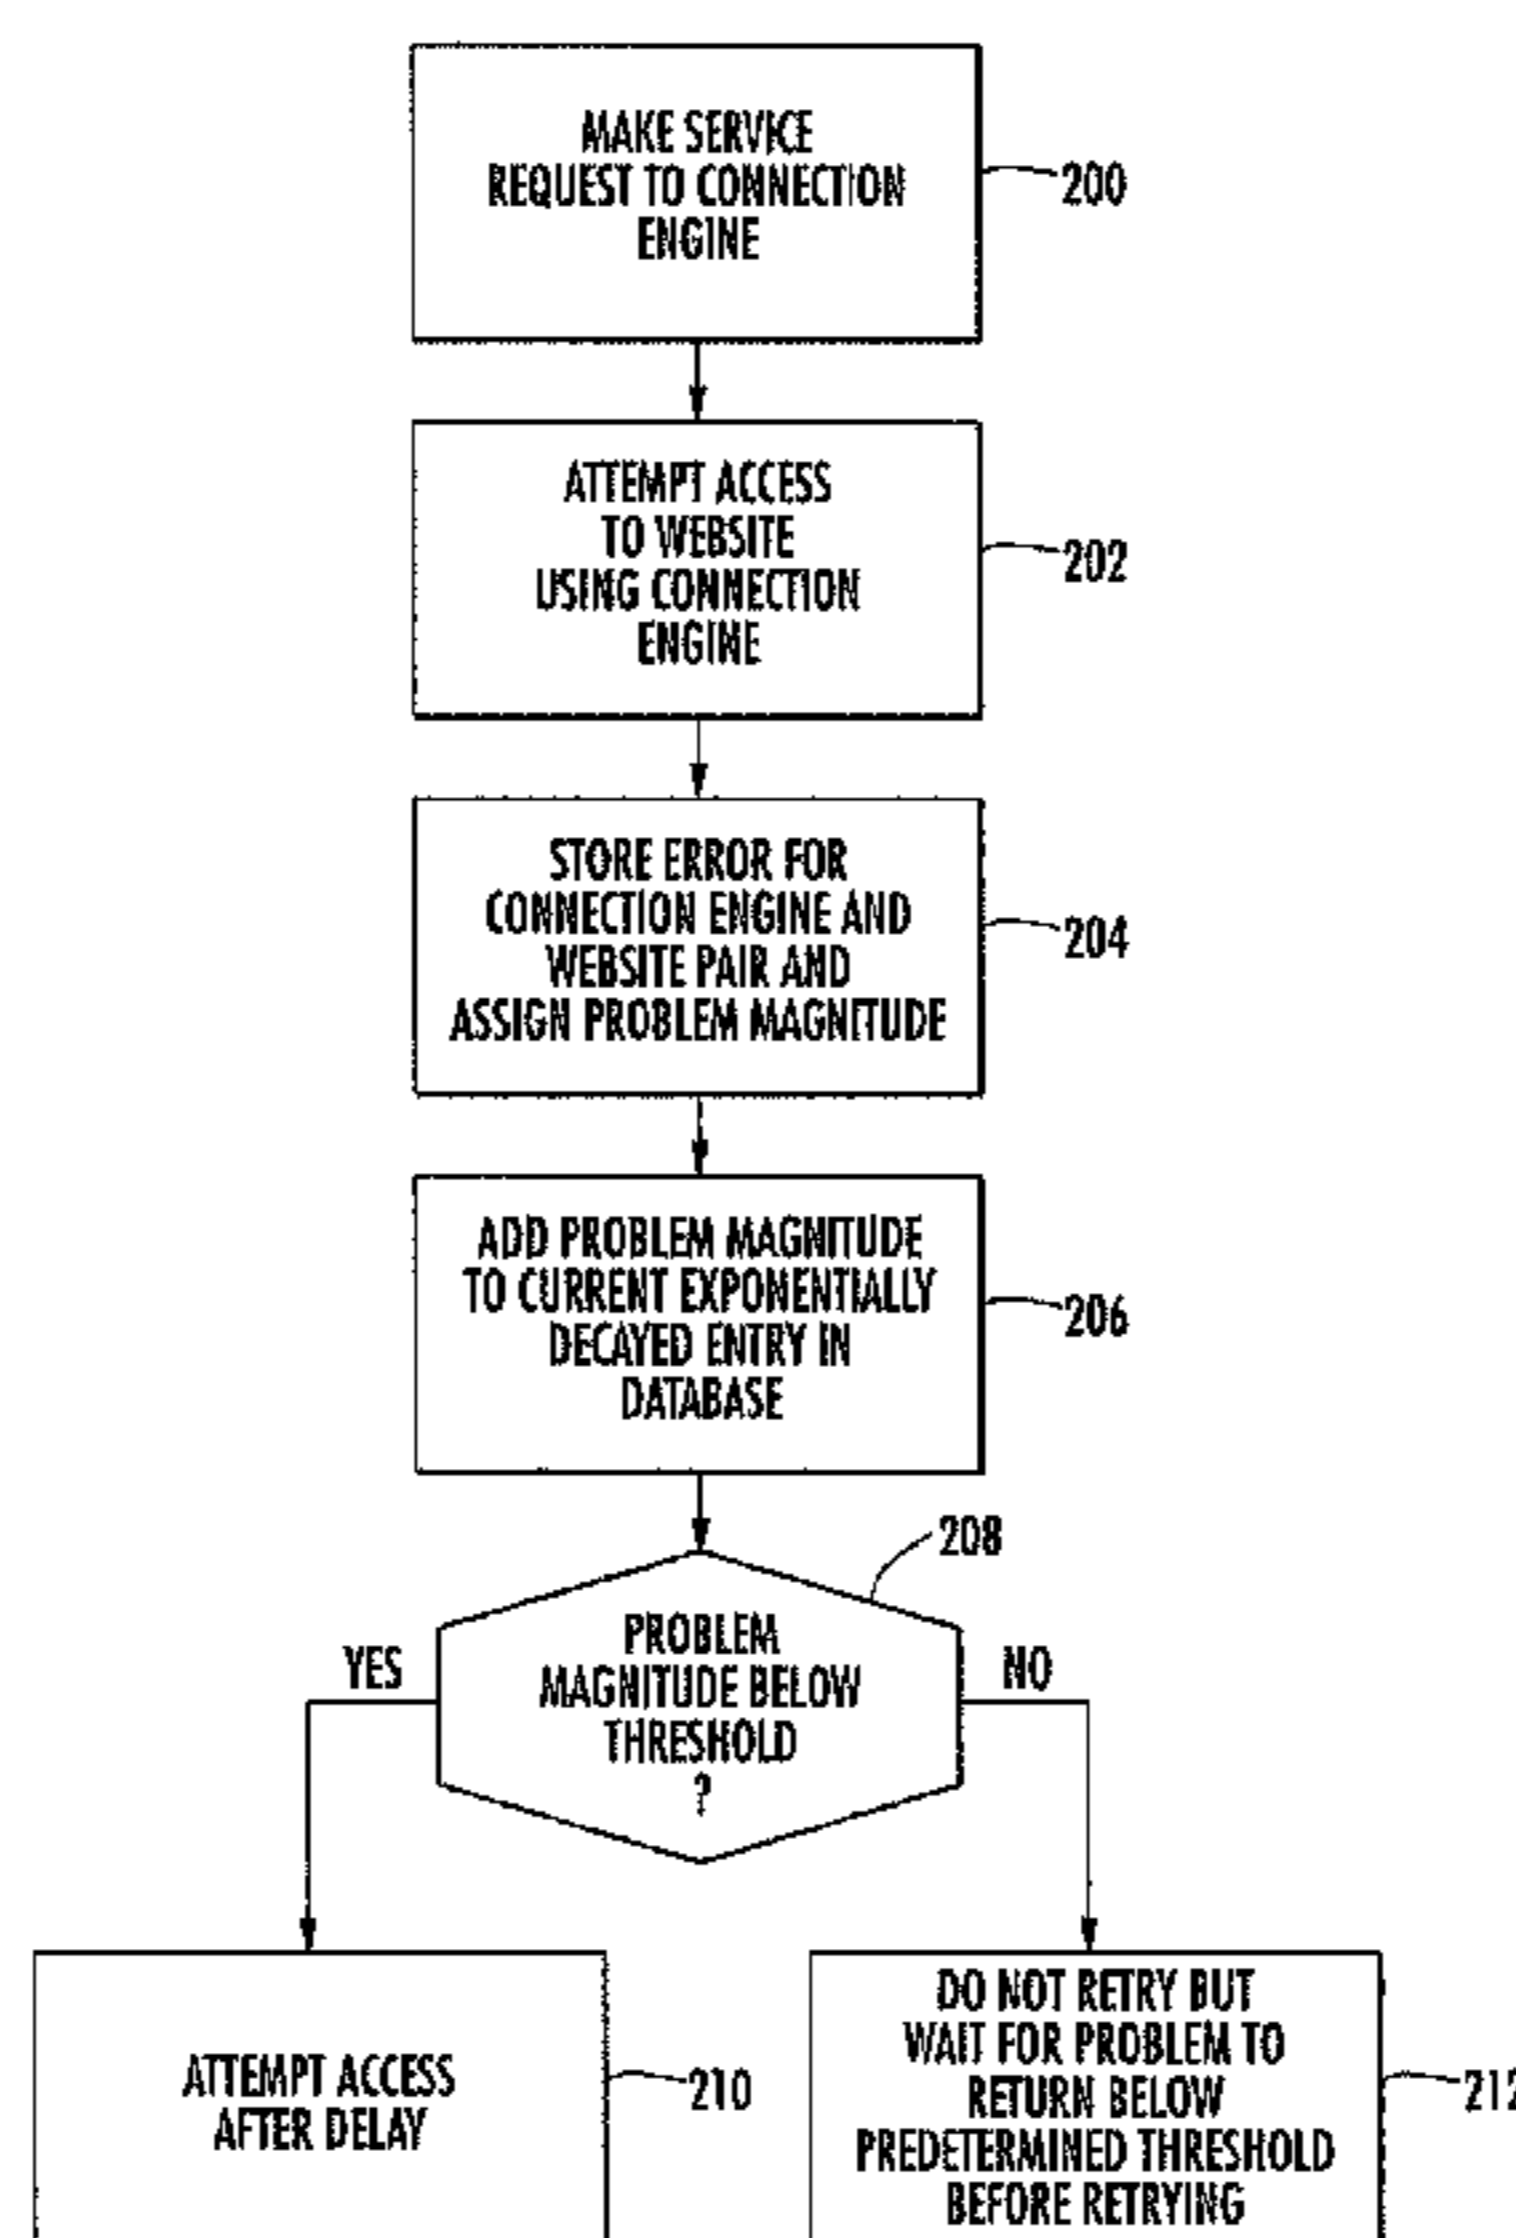 MAKE SERVICE
REQUEST TO CONNECTION
ENGINE
200
ATTEMPT ACCESS
TO WEBSITE
USING CONNECTION
ENGINE
202
STORE ERROR FOR
CONNECTION ENGINE AND
WEBSITE PAIR AND
ASSIGN PROBLEM MAGNITUDE
204
ADD PROBLEM MAGNITUDE
TO CURRENT EXPONENTIALLY
DECAYED ENTRY IN
DATABASE
206
208
PROBLEM
MAGNITUDE BELOW
THRESHOLD
?
YES
NO
ATTEMPT ACCESS
AFTER DELAY
210
DO NOT RETRY BUT
WAIT FOR PROBLEM TO
RETURN BELOW
PREDETERMINED THRESHOLD
BEFORE RETRYING
212